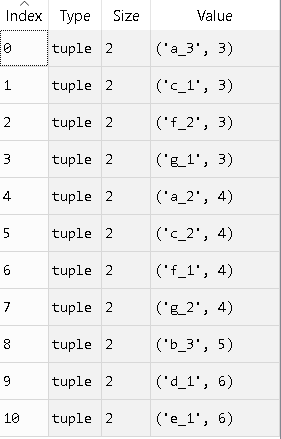 Index Type Size Value
0 tuple 2 ('a_3', 3)
1 tuple 2 ('c_1', 3)
2 tuple 2 ('f_2', 3)
3 tuple 2 ('g_1', 3)
4 tuple 2 ('a_2', 4)
5 tuple 2 ('c_2', 4)
6 tuple 2 ('f_1', 4)
7 tuple 2 ('g_2', 4)
8 tuple 2 ('b_3', 5)
9 tuple 2 ('d_1', 6)
10 tuple 2 ('e_1', 6)